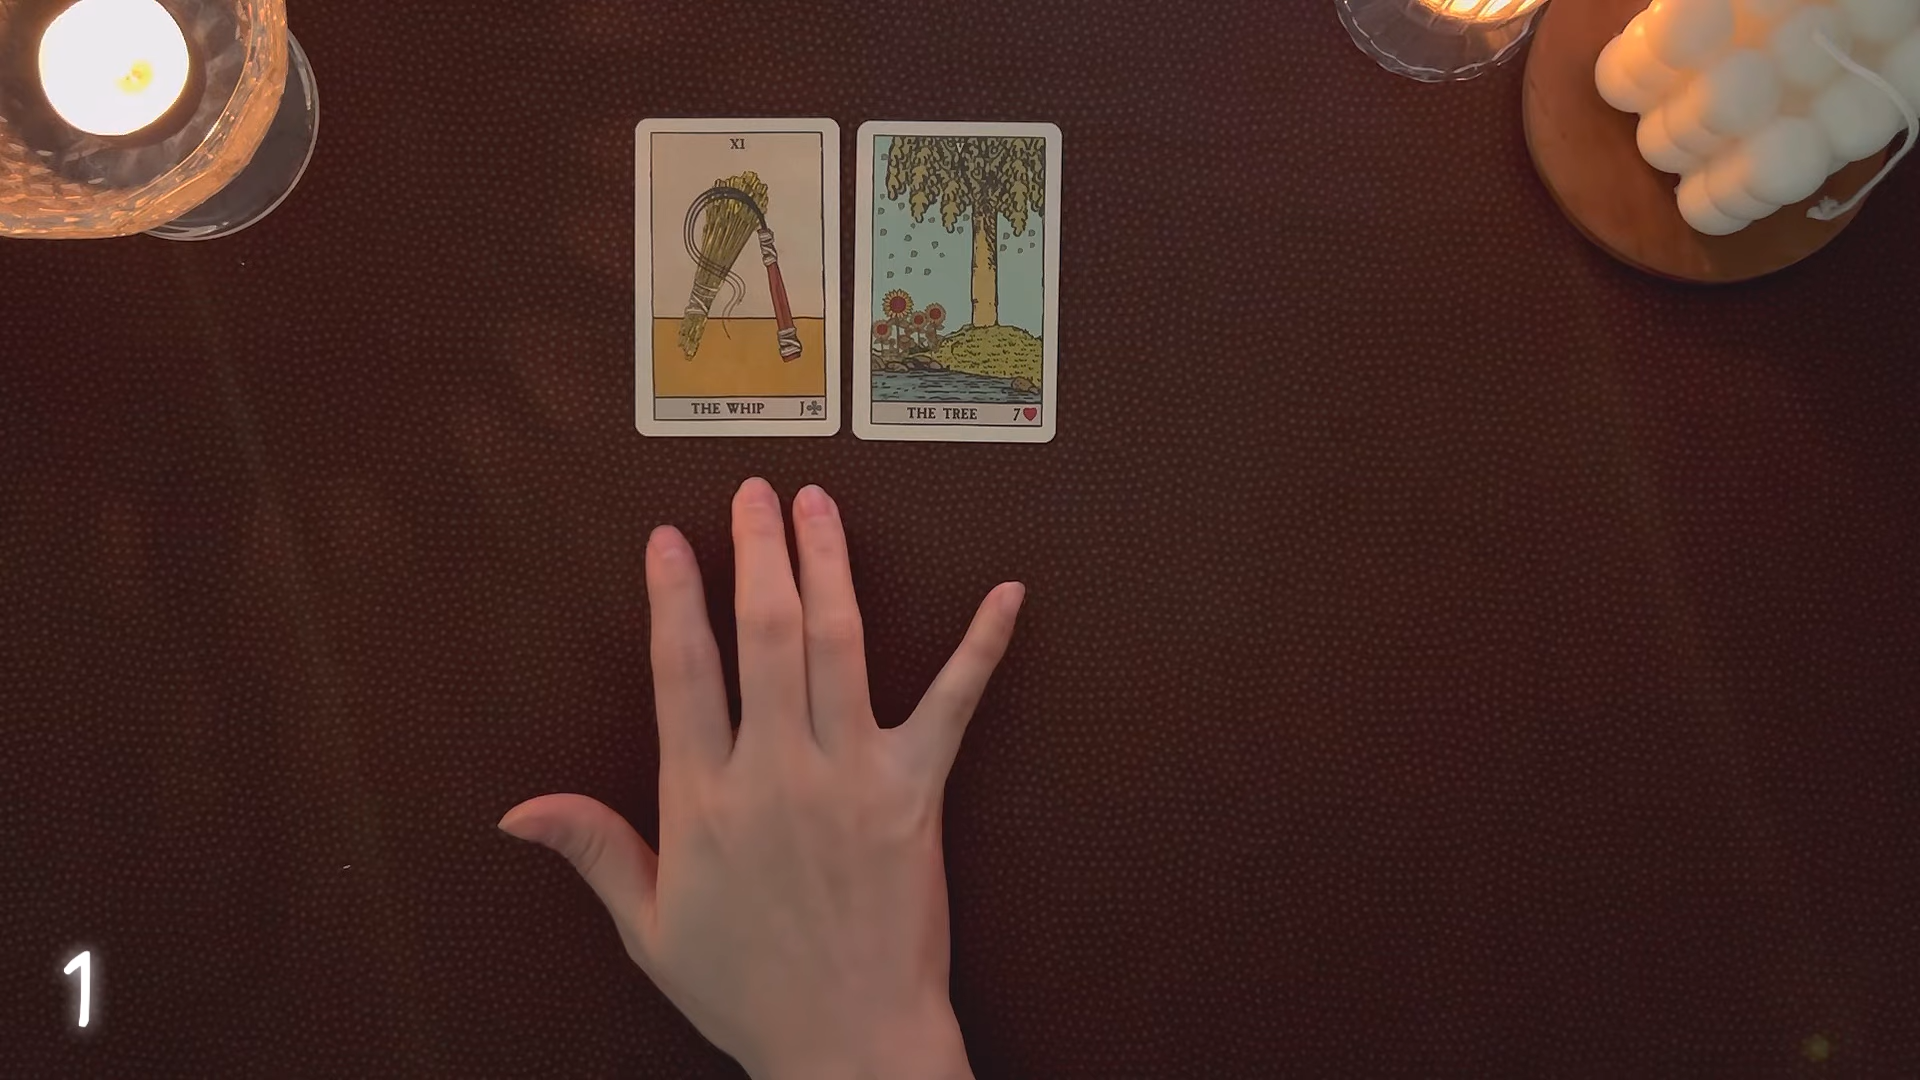 XI
THE WHIP J♣
V
THE TREE 7♥
1